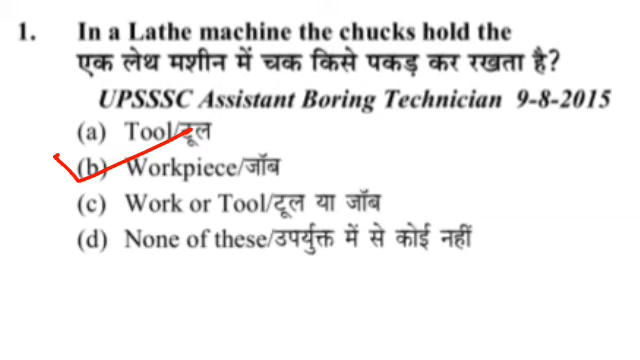 1. In a Lathe machine the chucks hold the
एक लेथ मशीन में चक किसे पकड़ कर रखता है?
UPSSSC Assistant Boring Technician 9-8-2015
(a) Tool/टूल
(b) Workpiece/जॉब
(c) Work or Tool/टूल या जॉब
(d) None of these/उपर्युक्त में से कोई नहीं